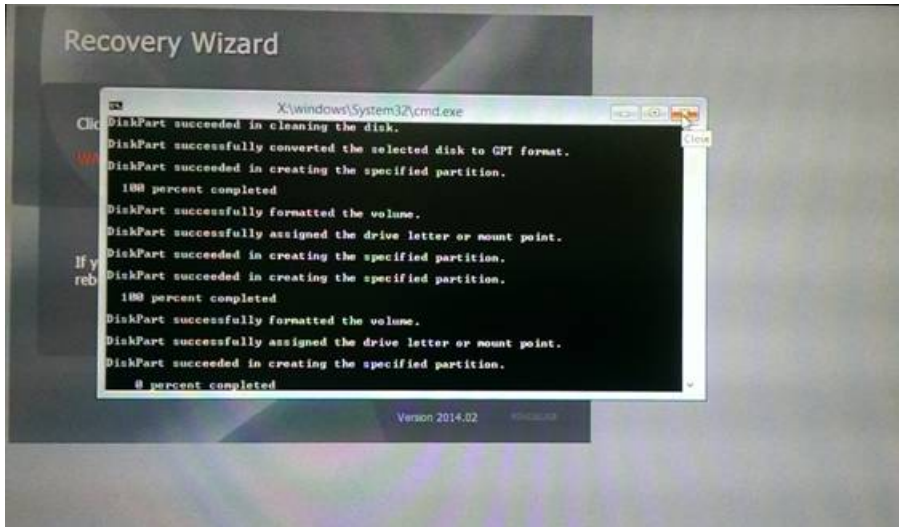 Recovery Wizard
X:\windows\System32\cmd.exe
Close
Clic
WA
If y
reb
DiskPart succeeded in cleaning the disk.
DiskPart successfully converted the selected disk to GPT format.
DiskPart succeeded in creating the specified partition.
100 percent completed
DiskPart successfully formatted the volume.
DiskPart successfully assigned the drive letter or mount point.
DiskPart succeeded in creating the specified partition.
DiskPart succeeded in creating the specified partition.
100 percent completed
DiskPart successfully formatted the volume.
DiskPart successfully assigned the drive letter or mount point.
DiskPart succeeded in creating the specified partition.
0 percent completed
Version 2014.02